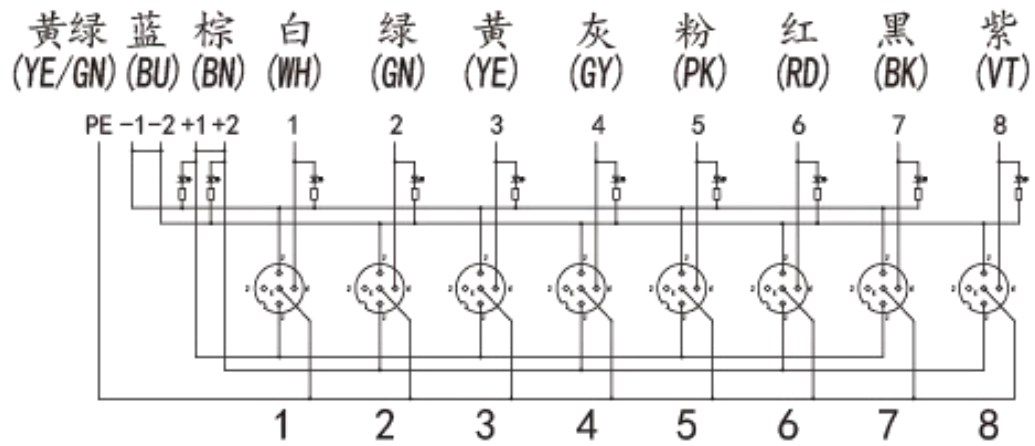 黄绿 蓝 棕 白 绿 黄 灰 粉 红 黑 紫
(YE/GN) (BU) (BN) (WH) (GN) (YE) (GY) (PK) (RD) (BK) (VT)
PE -1 -2 +1 +2 1 2 3 4 5 6 7 8
1 2 3 4 5 6 7 8